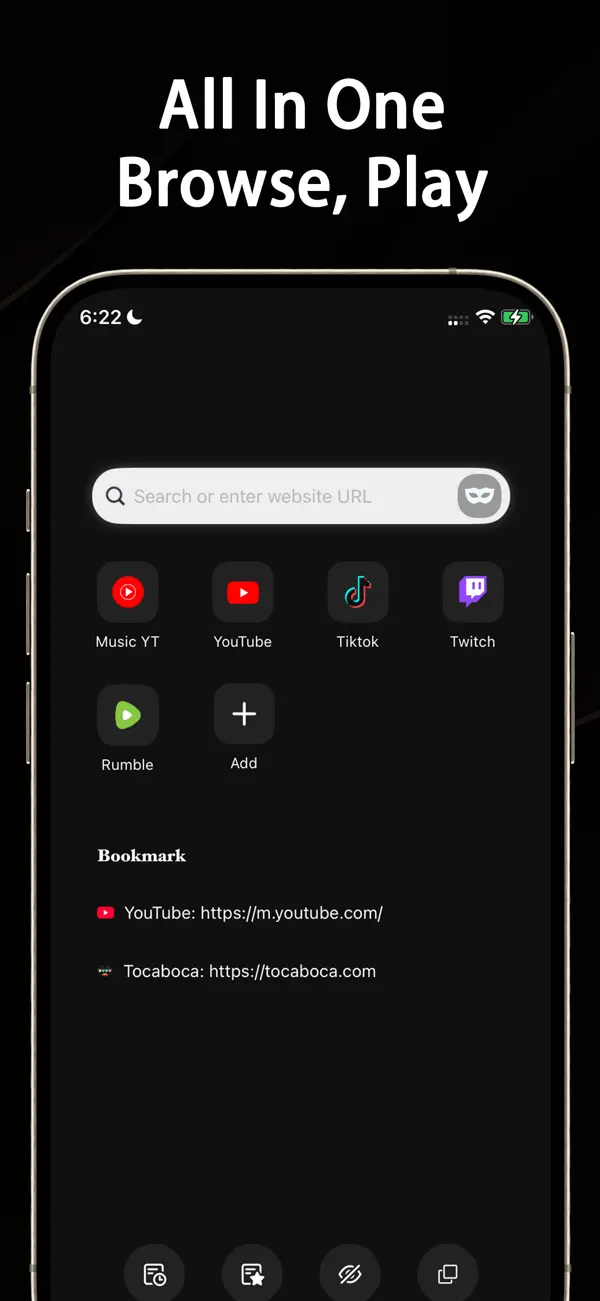 All In One
Browse, Play
6:22
Search or enter website URL
Music YT
YouTube
Tiktok
Twitch
Rumble
Add
Bookmark
YouTube: https://m.youtube.com/
Tocaboca: https://tocaboca.com